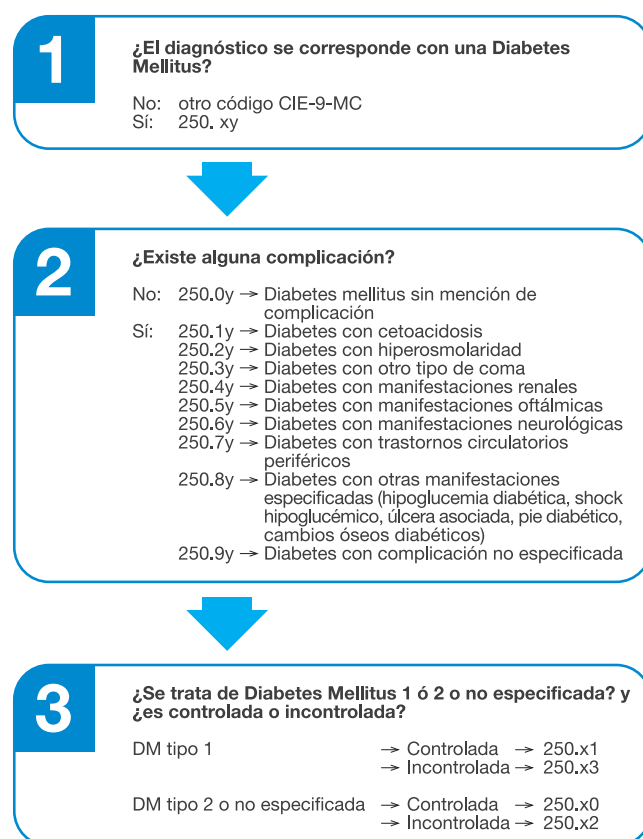 1
¿El diagnóstico se corresponde con una Diabetes
Mellitus?
No: otro código CIE-9-MC
Sí: 250. xy
2
¿Existe alguna complicación?
No: 250.0y → Diabetes mellitus sin mención de
complicación
Sí: 250.1y → Diabetes con cetoacidosis
250.2y → Diabetes con hiperosmolaridad
250.3y → Diabetes con otro tipo de coma
250.4y → Diabetes con manifestaciones renales
250.5y → Diabetes con manifestaciones oftálmicas
250.6y → Diabetes con manifestaciones neurológicas
250.7y → Diabetes con trastornos circulatorios
periféricos
250.8y → Diabetes con otras manifestaciones
especificadas (hipoglucemia diabética, shock
hipoglucémico, úlcera asociada, pie diabético,
cambios óseos diabéticos)
250.9y → Diabetes con complicación no especificada
3
¿Se trata de Diabetes Mellitus 1 ó 2 o no especificada? y
¿es controlada o incontrolada?
DM tipo 1 → Controlada → 250.x1
→ Incontrolada → 250.x3
DM tipo 2 o no especificada → Controlada → 250.x0
→ Incontrolada → 250.x2